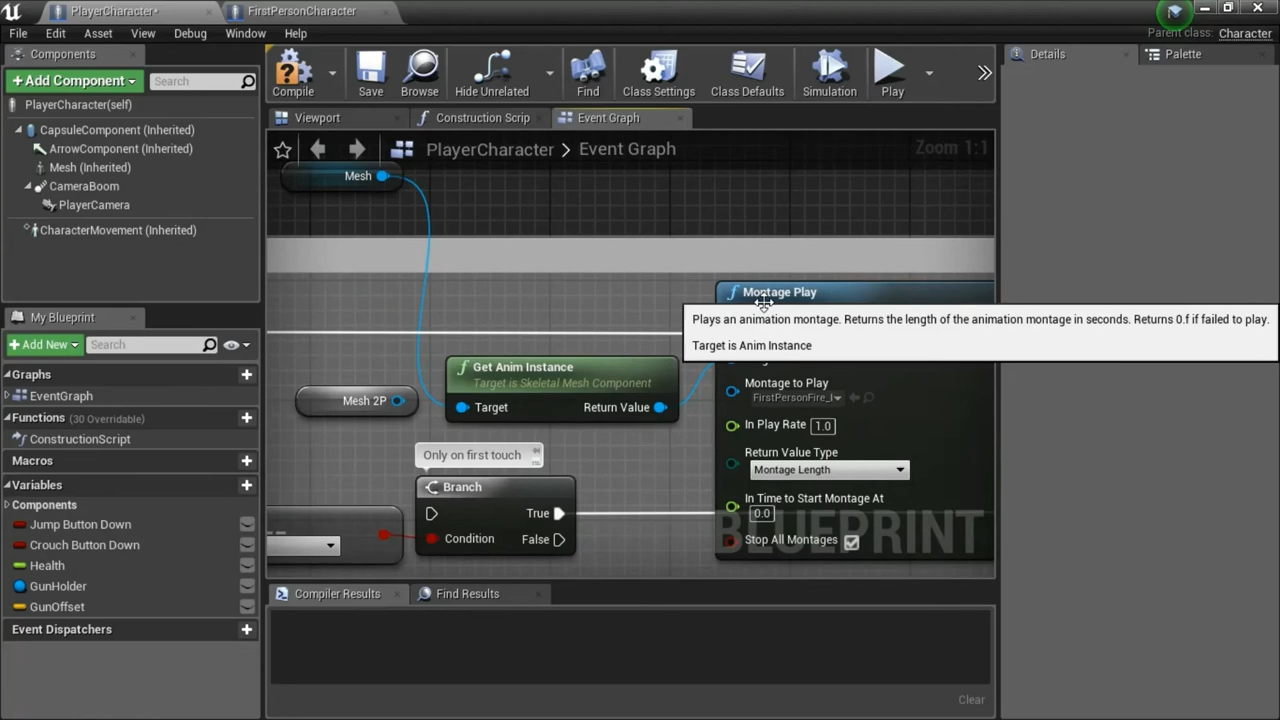 PlayerCharacter*
FirstPersonCharacter
File
Edit
Asset
View
Debug
Window
Help
Parent class: Character
Components
+Add Component
Search
PlayerCharacter(self)
CapsuleComponent (Inherited)
ArrowComponent (Inherited)
Mesh (Inherited)
CameraBoom
PlayerCamera
CharacterMovement (Inherited)
My Blueprint
+Add New
Search
Graphs
EventGraph
Functions (30 Overridable)
ConstructionScript
Macros
Variables
Components
Jump Button Down
Crouch Button Down
Health
GunHolder
GunOffset
Event Dispatchers
Compile
Save
Browse
Hide Unrelated
Find
Class Settings
Class Defaults
Simulation
Play
Viewport
Construction Scrip
Event Graph
PlayerCharacter > Event Graph
Zoom 1:1
Mesh
Montage Play
Plays an animation montage. Returns the length of the animation montage in seconds. Returns 0.f if failed to play.
Target is Anim Instance
Get Anim Instance
Target is Skeletal Mesh Component
Target
Return Value
Mesh 2P
Montage to Play
FirstPersonFire_
In Play Rate 1.0
Return Value Type
Montage Length
In Time to Start Montage At
0.0
Stop All Montages
Only on first touch
Branch
True
Condition
False
BLUEPRINT
Compiler Results
Find Results
Clear
Details
Palette